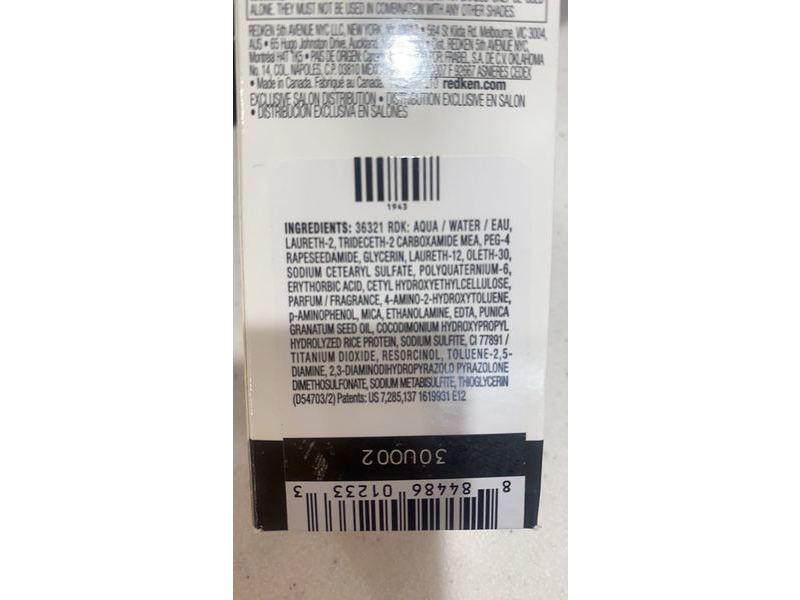 ALONE. THEY MUST NOT BE USED IN COMBINATION WITH ANY OTHER SHADES.
REDKEN 5th AVENUE NYC LLC, NEW YORK, • 564 St Kilda Rd. Melbourne, VIC 3004,
AUS • 65 Hugo Johnston Drive, Auckland, Dist. REDKEN 5th AVENUE NYC,
Montréal H4T 1K5 • PAIS DE ORIGEN: POR: FRABEL, S.A. DE C.V. OKLAHOMA
No. 14, COL. NÁPOLES, C.P. 03810 F 92667 ASNIERES CEDEX
• Made in Canada. Fabriqué au Canada. redken.com
EXCLUSIVE SALON DISTRIBUTION • DISTRIBUTION EXCLUSIVE EN SALON
• DISTRIBUCIÓN EXCLUSIVA EN SALONES
1943
INGREDIENTS: 36321 RDK: AQUA / WATER / EAU,
LAURETH-2, TRIDECETH-2 CARBOXAMIDE MEA, PEG-4
RAPESEEDAMIDE, GLYCERIN, LAURETH-12, OLETH-30,
SODIUM CETEARYL SULFATE, POLYQUATERNIUM-6,
ERYTHORBIC ACID, CETYL HYDROXYETHYLCELLULOSE,
PARFUM / FRAGRANCE, 4-AMINO-2-HYDROXYTOLUENE,
p-AMINOPHENOL, MICA, ETHANOLAMINE, EDTA, PUNICA
GRANATUM SEED OIL, COCODIMONIUM HYDROXYPROPYL
HYDROLYZED RICE PROTEIN, SODIUM SULFITE, CI 77891 /
TITANIUM DIOXIDE, RESORCINOL, TOLUENE-2,5-
DIAMINE, 2,3-DIAMINODIHYDROPYRAZOLO PYRAZOLONE
DIMETHOSULFONATE, SODIUM METABISULFITE, THIOGLYCERIN
(D54703/2) Patents: US 7,285,137 1619931 E12
30U002
8 84486 01233 3